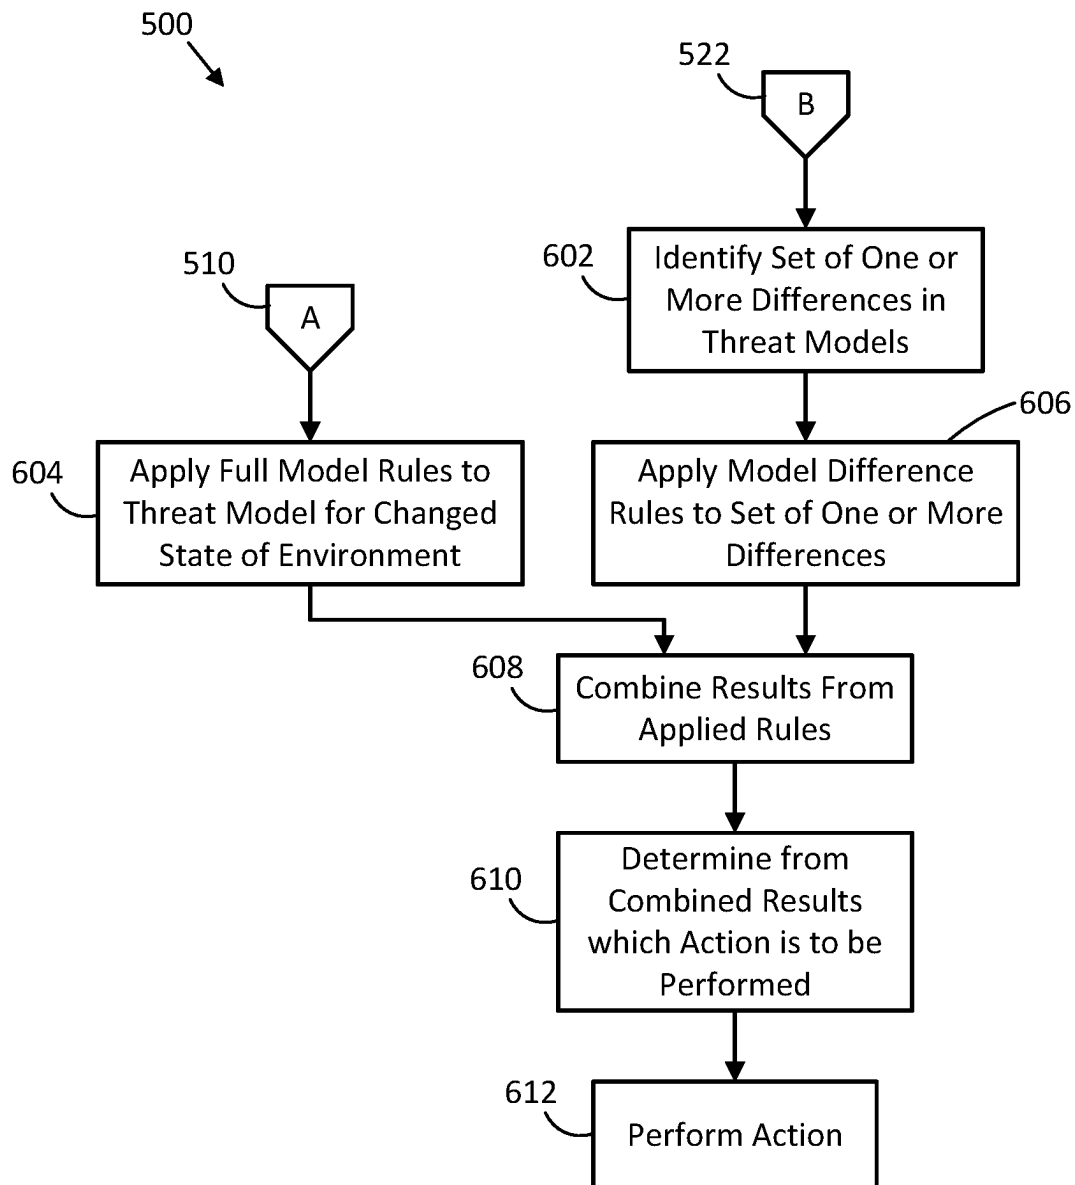 500
522
B
602
Identify Set of One or
More Differences in
Threat Models
510
A
606
604
Apply Full Model Rules to
Threat Model for Changed
State of Environment
Apply Model Difference
Rules to Set of One or More
Differences
608
Combine Results From
Applied Rules
610
Determine from
Combined Results
which Action is to be
Performed
612
Perform Action